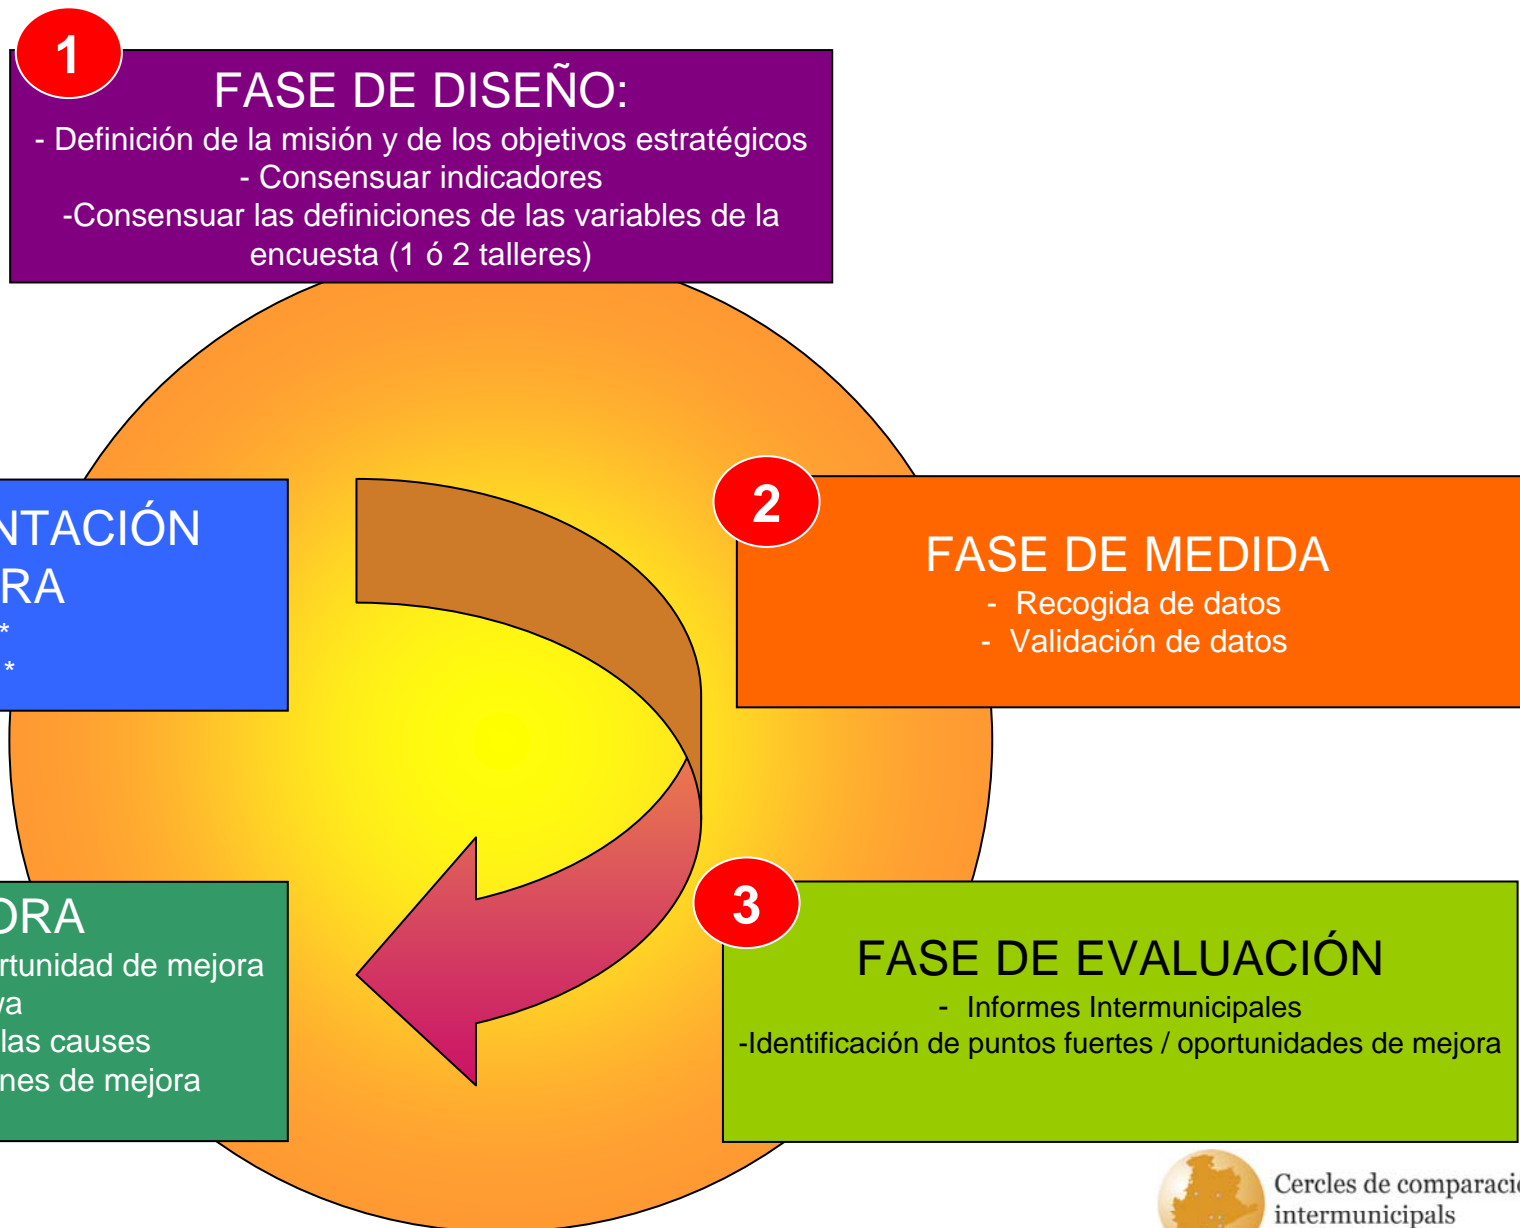 1
FASE DE DISEÑO:
- Definición de la misión y de los objetivos estratégicos
- Consensuar indicadores
-Consensuar las definiciones de las variables de la
encuesta (1 ó 2 talleres)
NTACIÓN
RA
*
*
2
FASE DE MEDIDA
- Recogida de datos
- Validación de datos
ORA
rtunidad de mejora
va
las causes
nes de mejora
3
FASE DE EVALUACIÓN
- Informes Intermunicipales
-Identificación de puntos fuertes / oportunidades de mejora
Cercles de comparació
intermunicipals